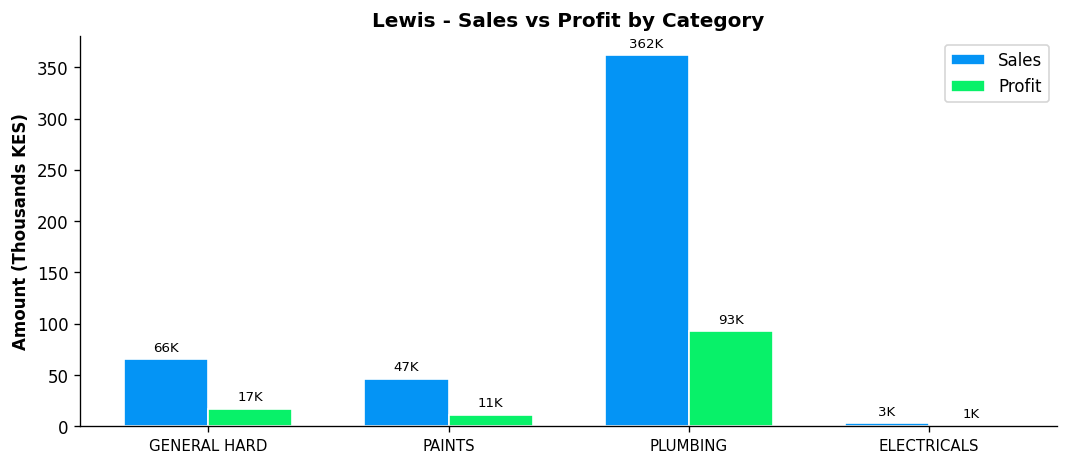 Lewis - Sales vs Profit by Category
Amount (Thousands KES)
350
300
250
200
150
100
50
0
362K
93K
66K
17K
47K
11K
3K
1K
GENERAL HARD
PAINTS
PLUMBING
ELECTRICALS
Sales
Profit